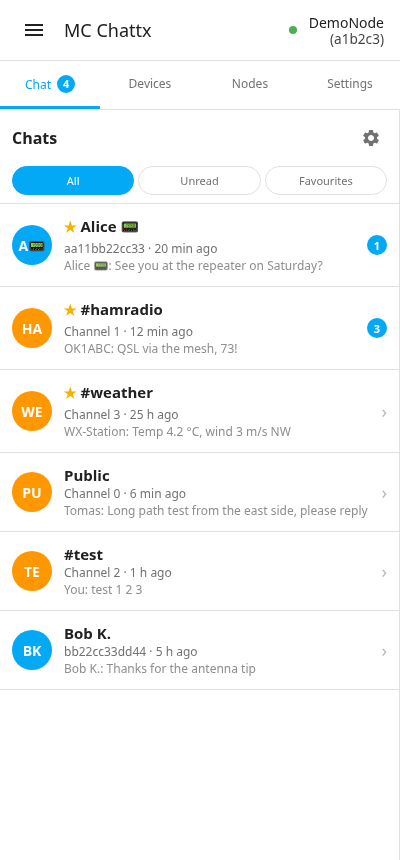 MC Chattx
DemoNode
(a1b2c3)
Chat 4
Devices
Nodes
Settings
Chats
All
Unread
Favourites
A📟
★ Alice 📟
aa11bb22cc33 · 20 min ago
Alice 📟: See you at the repeater on Saturday?
1
HA
★ #hamradio
Channel 1 · 12 min ago
OK1ABC: QSL via the mesh, 73!
3
WE
★ #weather
Channel 3 · 25 h ago
WX-Station: Temp 4.2 °C, wind 3 m/s NW
PU
Public
Channel 0 · 6 min ago
Tomas: Long path test from the east side, please reply
TE
#test
Channel 2 · 1 h ago
You: test 1 2 3
BK
Bob K.
bb22cc33dd44 · 5 h ago
Bob K.: Thanks for the antenna tip